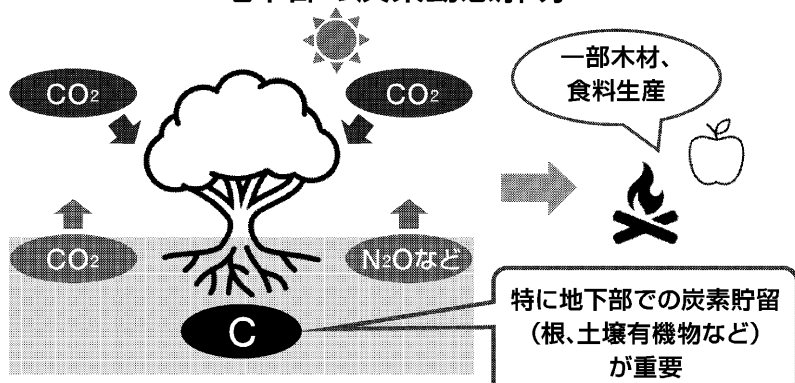 CO₂
CO₂
一部木材、
食料生産
CO₂
N₂Oなど
C
特に地下部での炭素貯留
(根、土壌有機物など)
が重要